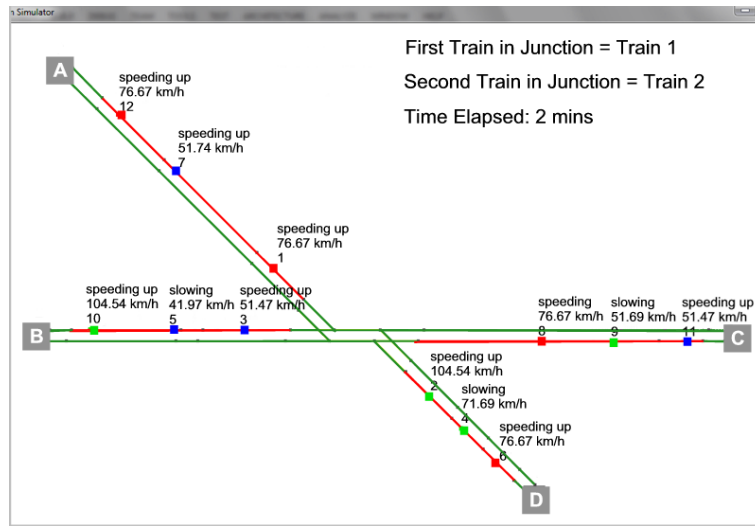 n Simulator
First Train in Junction = Train 1
Second Train in Junction = Train 2
Time Elapsed: 2 mins
A
speeding up
76.67 km/h
12
speeding up
51.74 km/h
7
speeding up
76.67 km/h
1
B
speeding up
104.54 km/h
10
slowing
41.97 km/h
5
speeding up
51.47 km/h
3
speeding
76.67 km/h
8
slowing
51.69 km/h
9
speeding up
51.47 km/h
11
C
speeding up
104.54 km/h
2
slowing
71.69 km/h
4
speeding up
76.67 km/h
6
D